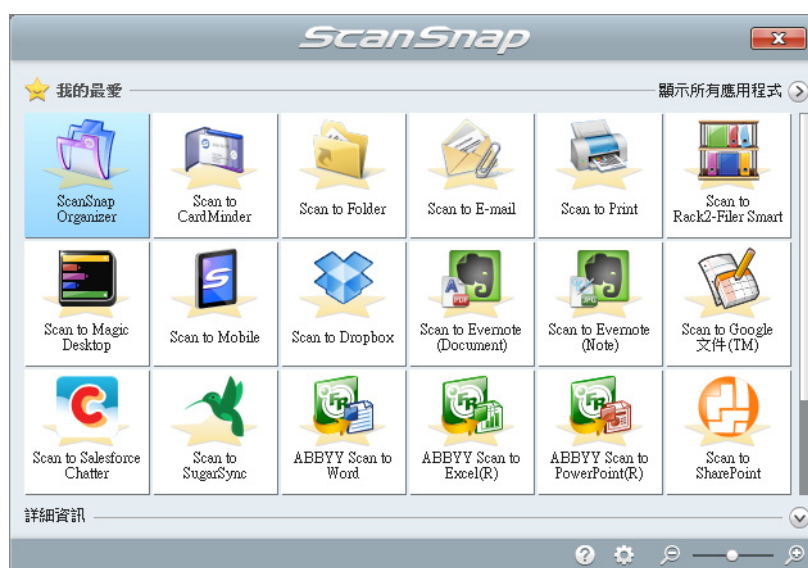 ScanSnap
我的最愛
顯示所有應用程式
ScanSnap
Organizer
Scan to
CardMinder
Scan to Folder
Scan to E-mail
Scan to Print
Scan to
Rack2-Filer Smart
Scan to Magic
Desktop
Scan to Mobile
Scan to Dropbox
Scan to Evernote
(Document)
Scan to Evernote
(Note)
Scan to Google
文件(TM)
Scan to Salesforce
Chatter
Scan to
SugarSync
ABBYY Scan to
Word
ABBYY Scan to
Excel(R)
ABBYY Scan to
PowerPoint(R)
Scan to
SharePoint
詳細資訊